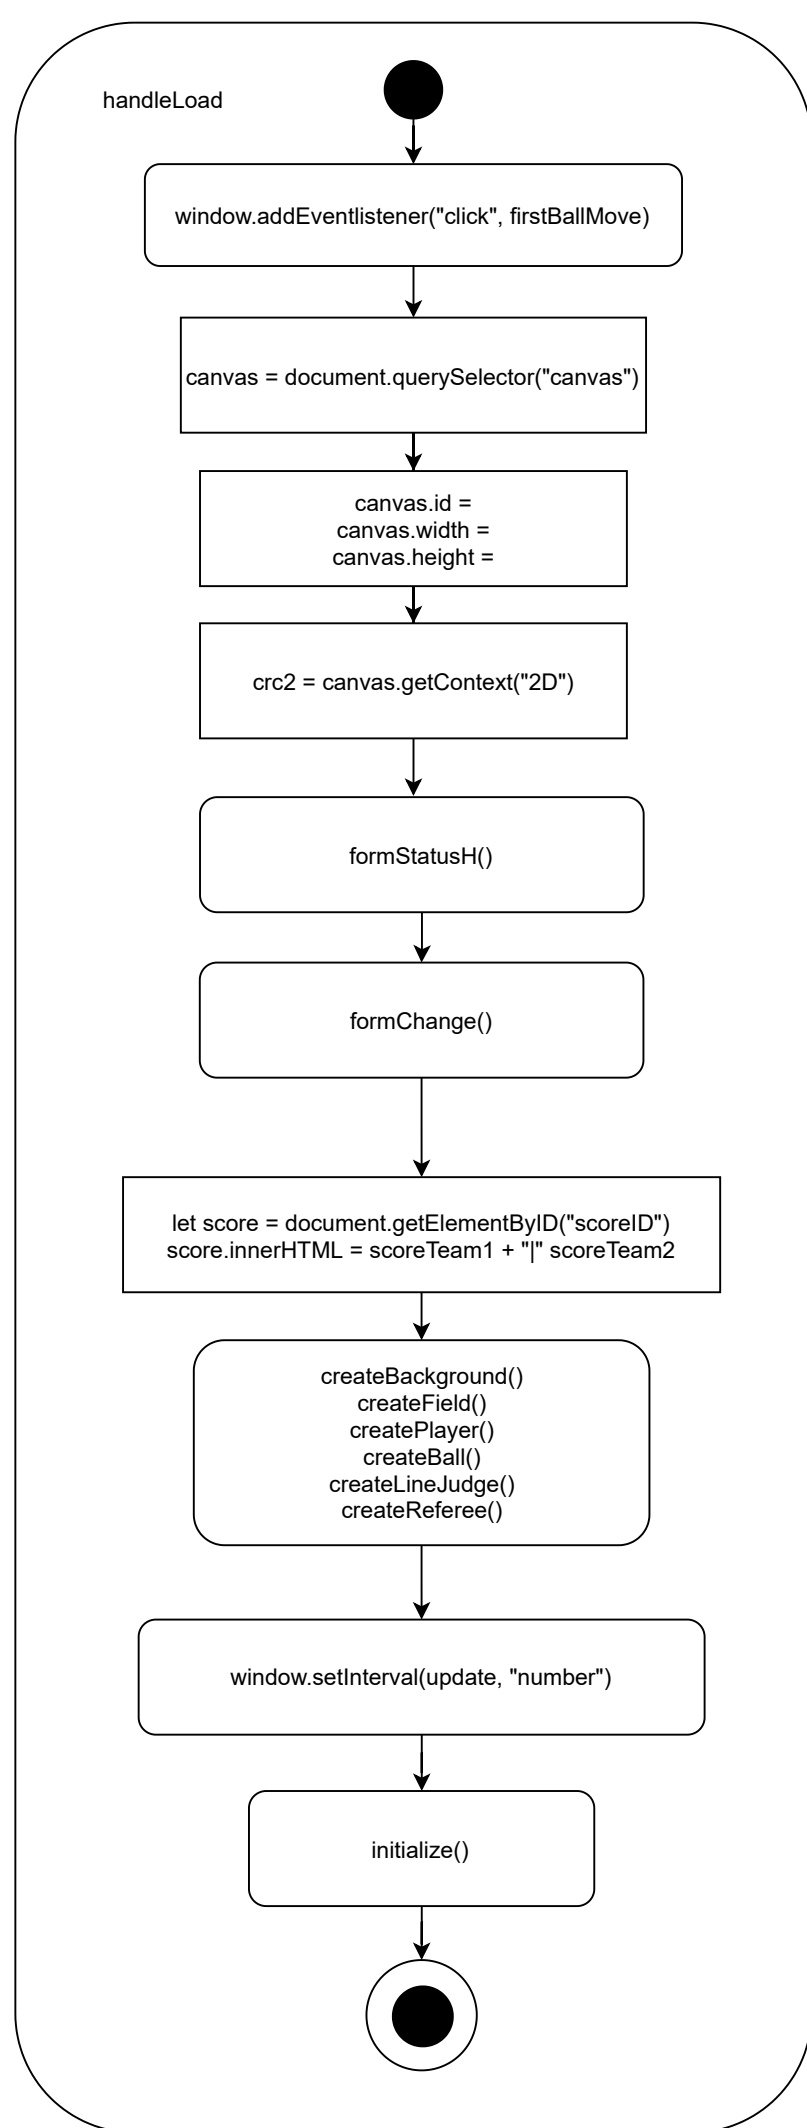 handleLoad
window.addEventlistener("click", firstBallMove)
canvas = document.querySelector("canvas")
canvas.id =
canvas.width =
canvas.height =
crc2 = canvas.getContext("2D")
formStatusH()
formChange()
let score = document.getElementByID("scoreID")
score.innerHTML = scoreTeam1 + "|" scoreTeam2
createBackground()
createField()
createPlayer()
createBall()
createLineJudge()
createReferee()
window.setInterval(update, "number")
initialize()